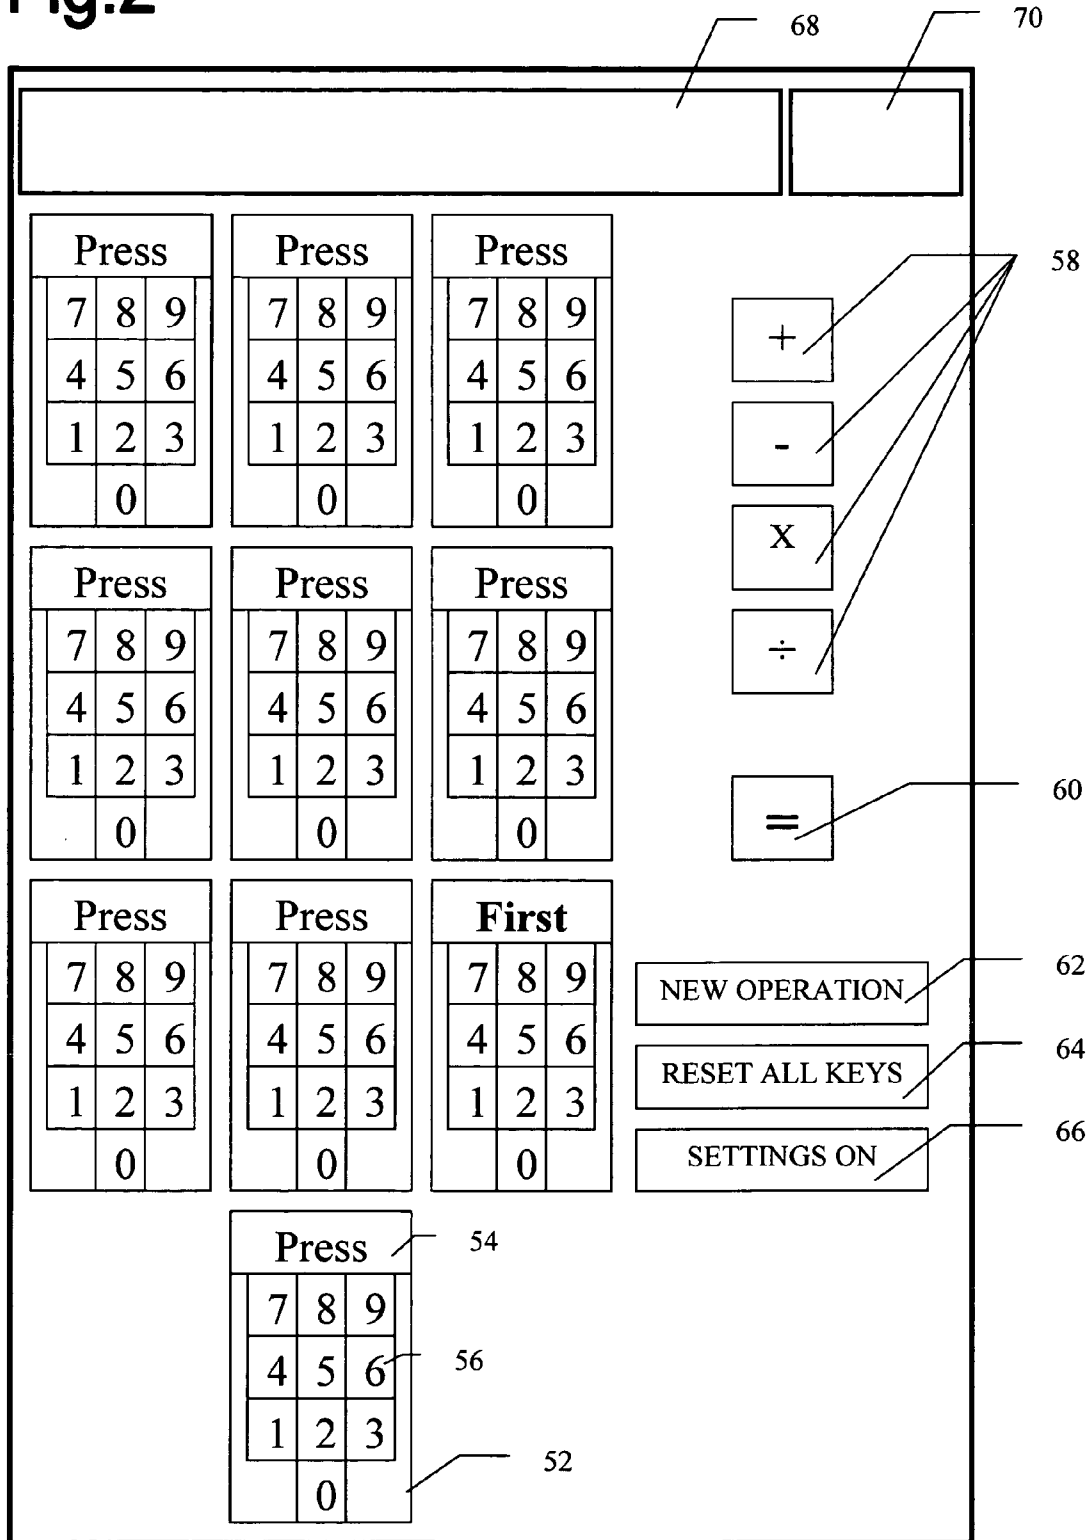 Fig.2
68
70
Press Press Press
58
7 8 9 7 8 9 7 8 9
+
4 5 6 4 5 6 4 5 6
1 2 3 1 2 3 1 2 3
-
0 0 0
X
Press Press Press
7 8 9 7 8 9 7 8 9
÷
4 5 6 4 5 6 4 5 6
1 2 3 1 2 3 1 2 3
60
=
0 0 0
Press Press First
7 8 9 7 8 9 7 8 9
62
NEW OPERATION
4 5 6 4 5 6 4 5 6
64
RESET ALL KEYS
1 2 3 1 2 3 1 2 3
66
0 0 0
SETTINGS ON
Press
54
7 8 9
4 5 6
56
1 2 3
52
0